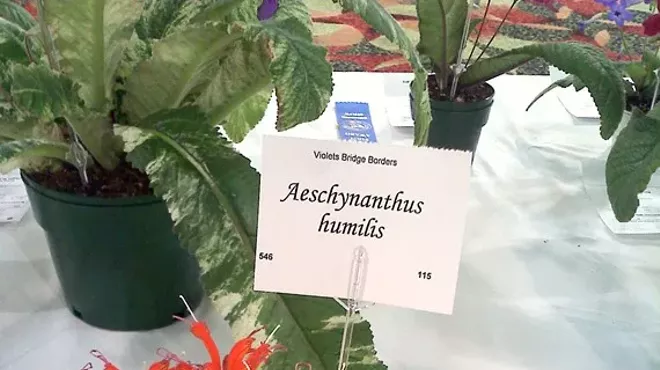 Violets Bridge Borders
Aeschynanthus
humilis
546
115